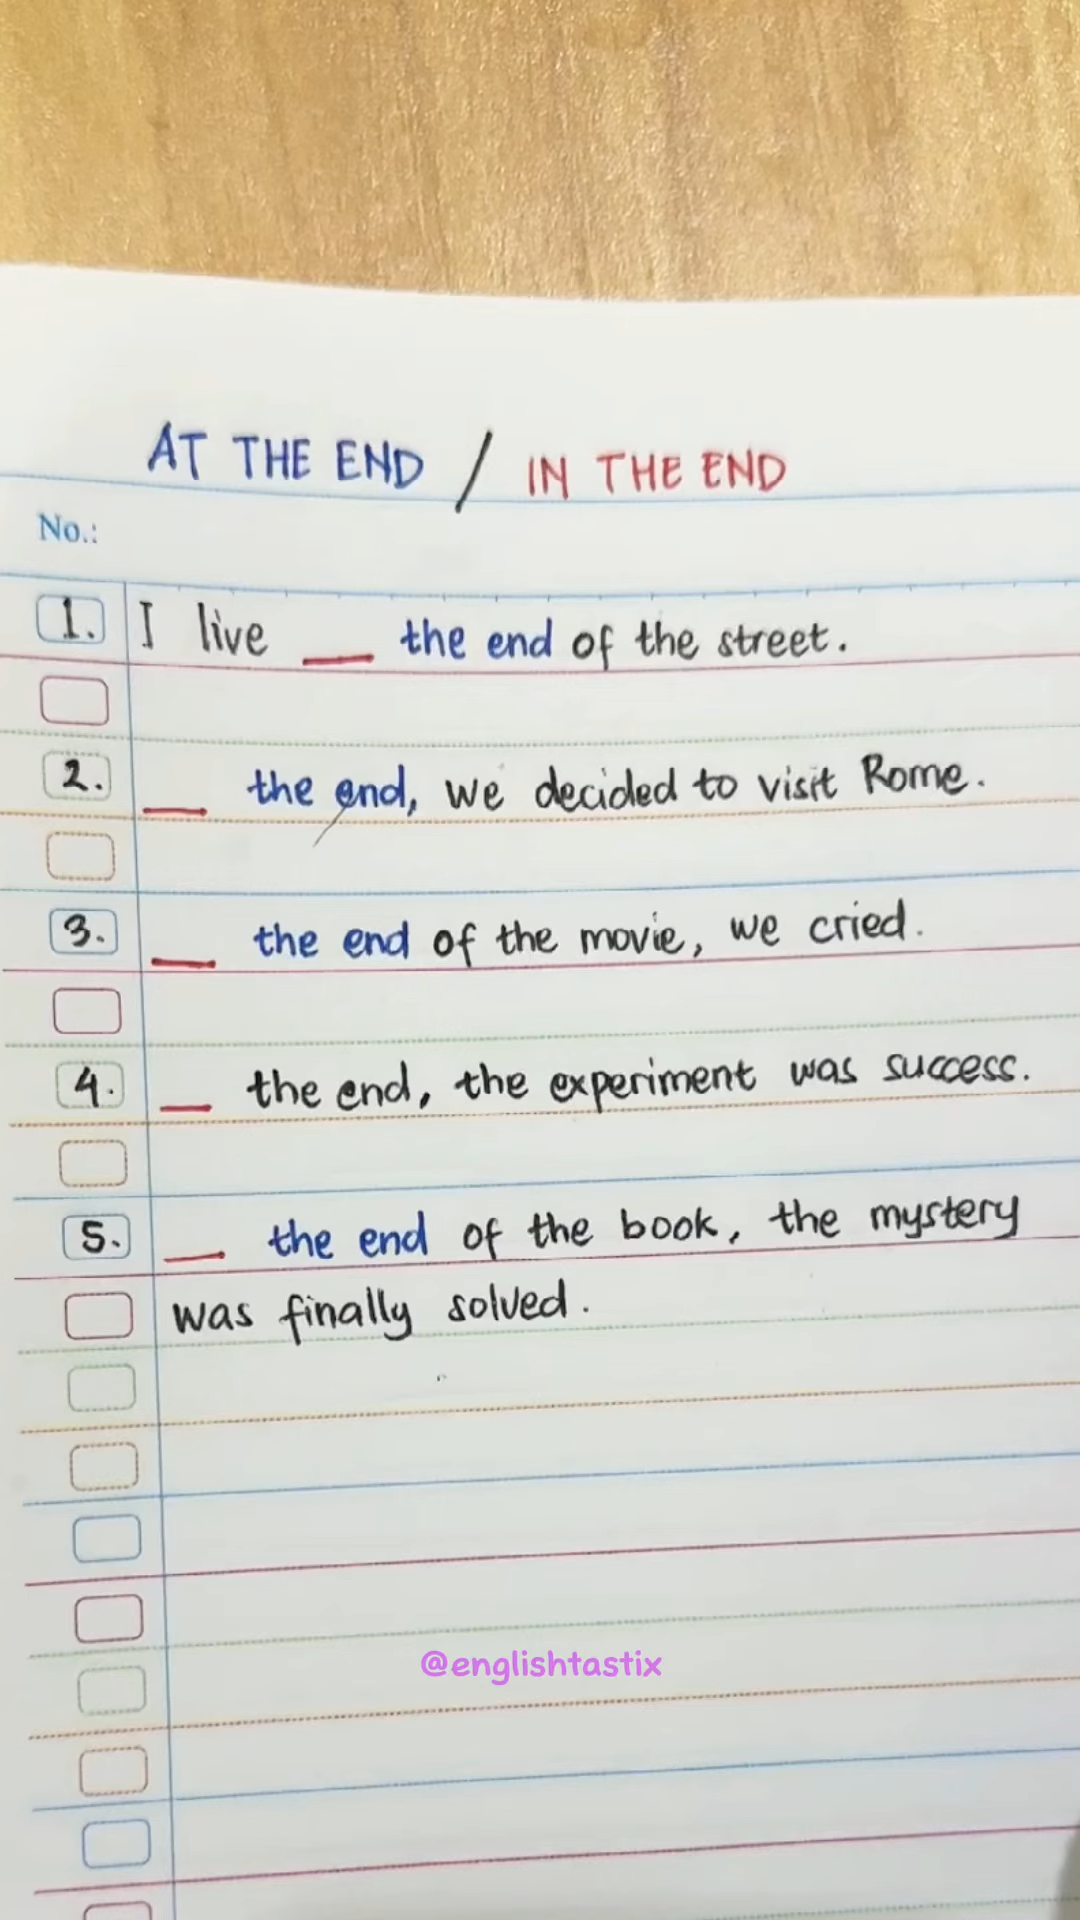 AT THE END / IN THE END
No.:
1. I live __ the end of the street.
2. __ the end, we decided to visit Rome.
3. __ the end of the movie, we cried.
4. __ the end, the experiment was success.
5. __ the end of the book, the mystery
was finally solved.
@englishtastix